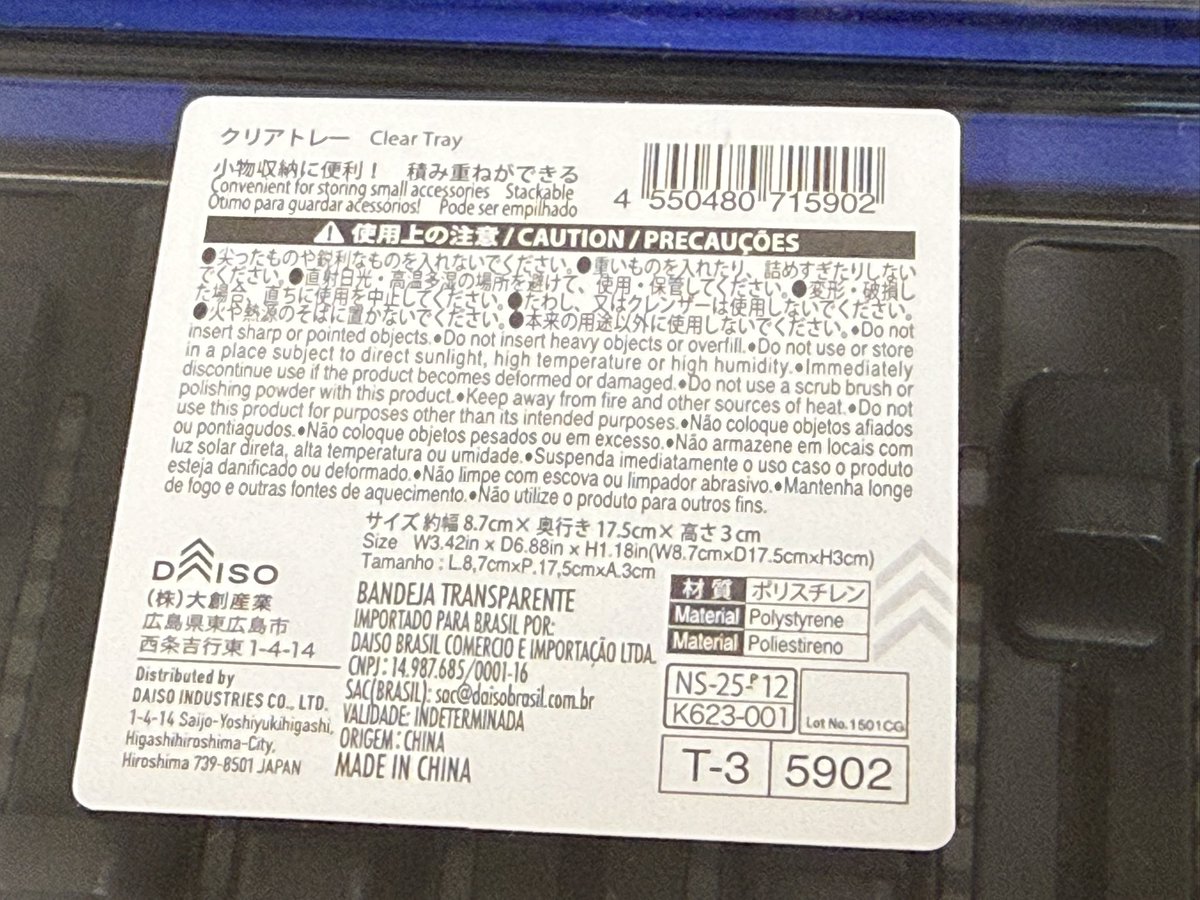 クリアトレー Clear Tray
小物収納に便利! 積み重ねができる
Convenient for storing small accessories Stackable
Ótimo para guardar acessórios! Pode ser empilhado
4 550480 715902
⚠使用上の注意/CAUTION/PRECAUÇÕES
●尖ったものや鋭利なものを入れないでください。●重いものを入れたり、詰めすぎたりしない
でください。●直射日光・高温多湿の場所を避けて、使用・保管してください。●変形・破損し
た場合、直ちに使用を中止してください。●たわし、又はクレンザーは使用しないでください。
●火や熱源のそばに置かないでください。●本来の用途以外に使用しないでください。●Do not
insert sharp or pointed objects.●Do not insert heavy objects or overfill.●Do not use or store
in a place subject to direct sunlight, high temperature or high humidity.●Immediately
discontinue use if the product becomes deformed or damaged.●Do not use a scrub brush or
polishing powder with this product.●Keep away from fire and other sources of heat.●Do not
use this product for purposes other than its intended purposes.●Não coloque objetos afiados
ou pontiagudos.●Não coloque objetos pesados ou em excesso.●Não armazene em locais com
luz solar direta, alta temperatura ou umidade.●Suspenda imediatamente o uso caso o produto
esteja danificado ou deformado.●Não limpe com escova ou limpador abrasivo.●Mantenha longe
de fogo e outras fontes de aquecimento.●Não utilize o produto para outros fins.
サイズ 約幅 8.7cm× 奥行き 17.5cm× 高さ 3cm
Size W3.42in x D6.88in x H1.18in(W8.7cmxD17.5cmxH3cm)
Tamanho : L.8,7cmxP.17,5cmxA.3cm
DAISO
(株)大創産業
広島県東広島市
西条吉行東 1-4-14
Distributed by
DAISO INDUSTRIES CO., LTD.
1-4-14 Saijo-Yoshiyukihigashi,
Higashihiroshima-City,
Hiroshima 739-8501 JAPAN
BANDEJA TRANSPARENTE
IMPORTADO PARA BRASIL POR:
DAISO BRASIL COMERCIO E IMPORTAÇÃO LTDA.
CNPJ: 14.987.685/0001-16
SAC(BRASIL): sac@daisobrasil.com.br
VALIDADE: INDETERMINADA
ORIGEM: CHINA
MADE IN CHINA
材質 ポリスチレン
Material Polystyrene
Material Poliestireno
NS-25-P12
K623-001
Lot No.1501CG
T-3 5902